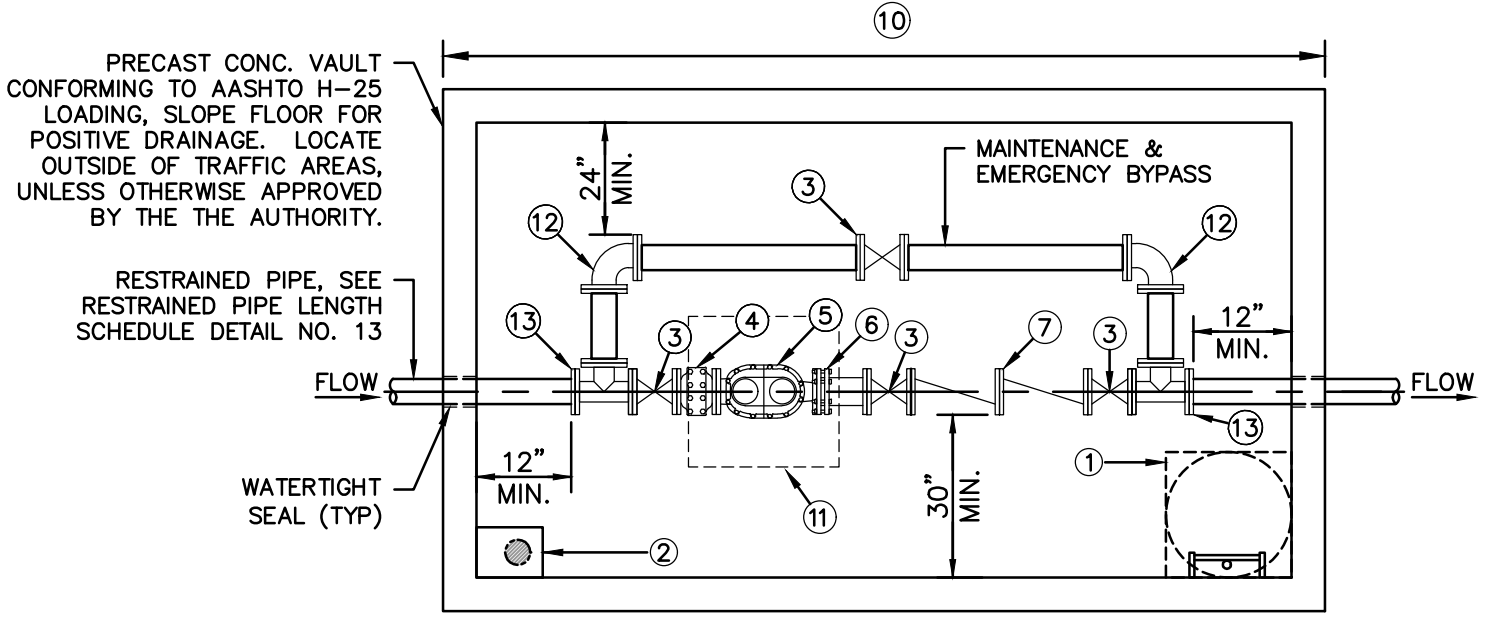 10
PRECAST CONC. VAULT
CONFORMING TO AASHTO H-25
LOADING, SLOPE FLOOR FOR
POSITIVE DRAINAGE. LOCATE
OUTSIDE OF TRAFFIC AREAS,
UNLESS OTHERWISE APPROVED
BY THE THE AUTHORITY.
24"
MIN.
MAINTENANCE &
EMERGENCY BYPASS
3
12
12
RESTRAINED PIPE, SEE
RESTRAINED PIPE LENGTH
SCHEDULE DETAIL NO. 13
13
3
4
5
6
3
7
3
12"
MIN.
FLOW
FLOW
13
12"
MIN.
30"
MIN.
1
WATERTIGHT
SEAL (TYP)
11
2